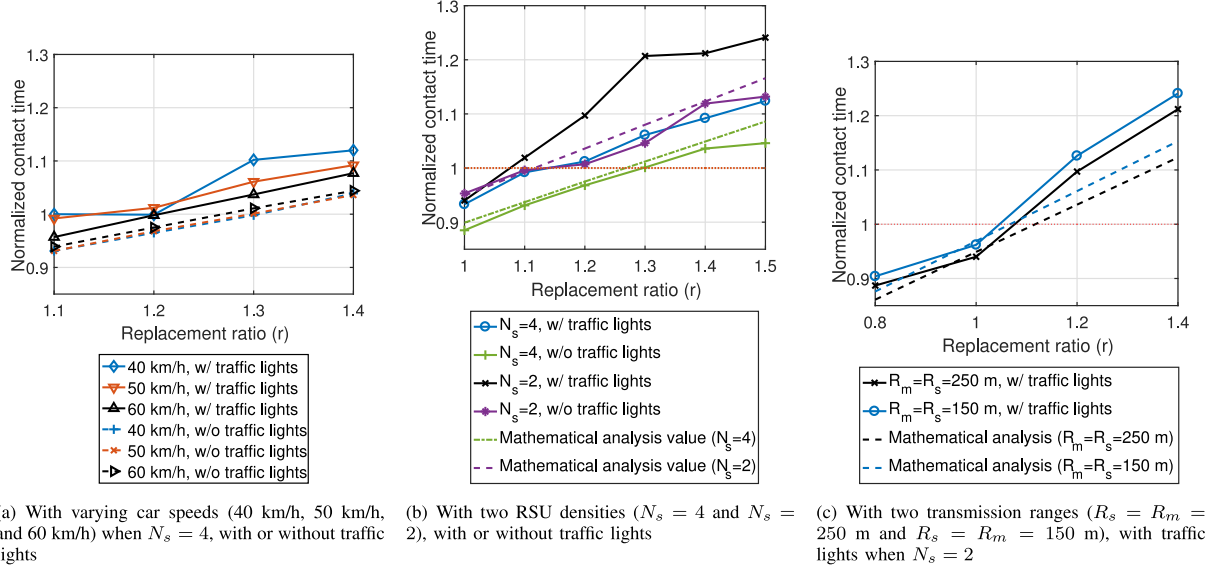 1.3
1.2
1.1
1
0.9
Normalized contact time
1.1 1.2 1.3 1.4
Replacement ratio (r)
40 km/h, w/ traffic lights
50 km/h, w/ traffic lights
60 km/h, w/ traffic lights
40 km/h, w/o traffic lights
50 km/h, w/o traffic lights
60 km/h, w/o traffic lights
(a) With varying car speeds (40 km/h, 50 km/h,
and 60 km/h) when N_s = 4, with or without traffic
lights
1.3
1.2
1.1
1
0.9
Normalized contact time
1 1.1 1.2 1.3 1.4 1.5
Replacement ratio (r)
N_s=4, w/ traffic lights
N_s=4, w/o traffic lights
N_s=2, w/ traffic lights
N_s=2, w/o traffic lights
Mathematical analysis value (N_s=4)
Mathematical analysis value (N_s=2)
(b) With two RSU densities (N_s = 4 and N_s =
2), with or without traffic lights
1.3
1.2
1.1
1
0.9
Normalized contact time
0.8 1 1.2 1.4
Replacement ratio (r)
R_m=R_s=250 m, w/ traffic lights
R_m=R_s=150 m, w/ traffic lights
Mathematical analysis (R_m=R_s=250 m)
Mathematical analysis (R_m=R_s=150 m)
(c) With two transmission ranges (R_s = R_m =
250 m and R_s = R_m = 150 m), with traffic
lights when N_s = 2